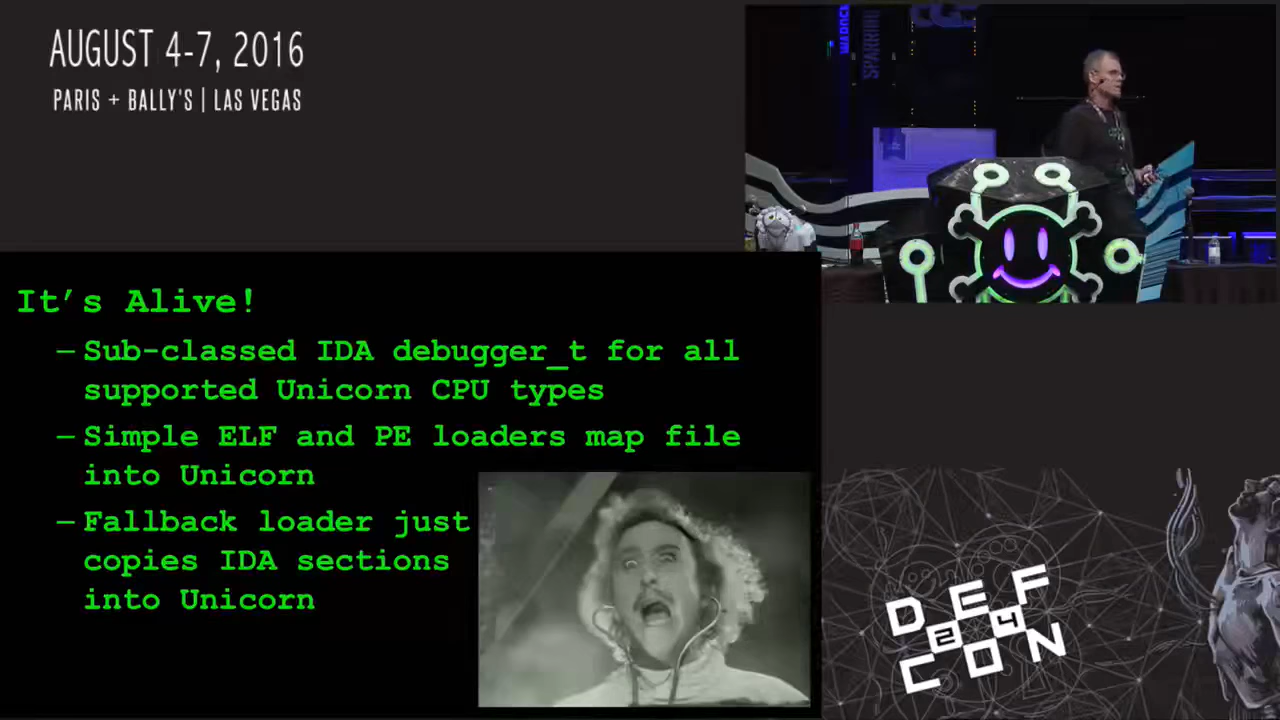 AUGUST 4-7, 2016
PARIS + BALLY'S | LAS VEGAS
WARLOCK
SPARRING
It's Alive!
– Sub-classed IDA debugger_t for all
supported Unicorn CPU types
– Simple ELF and PE loaders map file
into Unicorn
– Fallback loader just
copies IDA sections
into Unicorn
DEF
24
CON